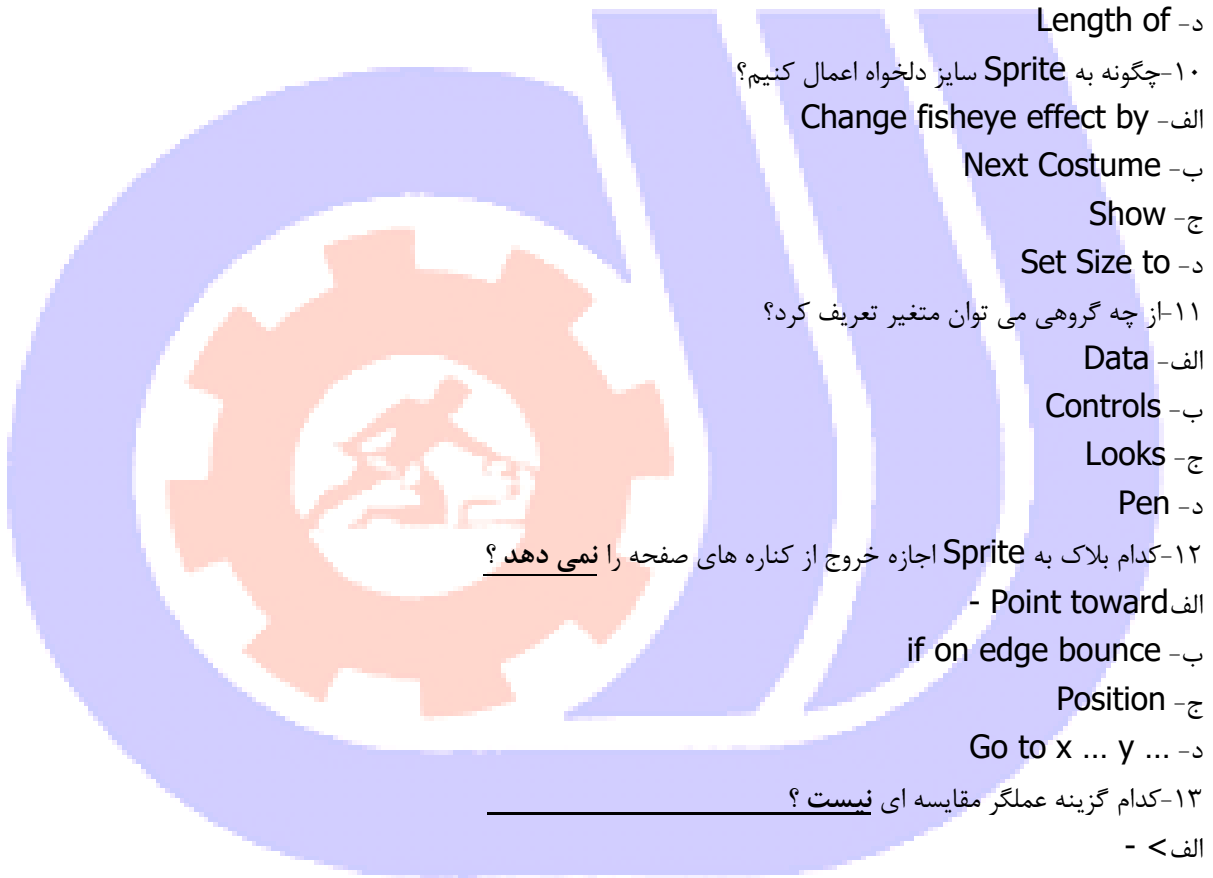 د- Length of
۱۰-چگونه به Sprite سایز دلخواه اعمال کنیم؟
الف- Change fisheye effect by
ب- Next Costume
ج- Show
د- Set Size to
۱۱-از چه گروهی می توان متغیر تعریف کرد؟
الف- Data
ب- Controls
ج- Looks
د- Pen
۱۲-کدام بلاک به Sprite اجازه خروج از کناره های صفحه را نمی دهد ؟
الف- Point toward
ب- if on edge bounce
ج- Position
د- Go to x ... y ...
۱۳-کدام گزینه عملگر مقایسه ای نیست ؟
الف> -